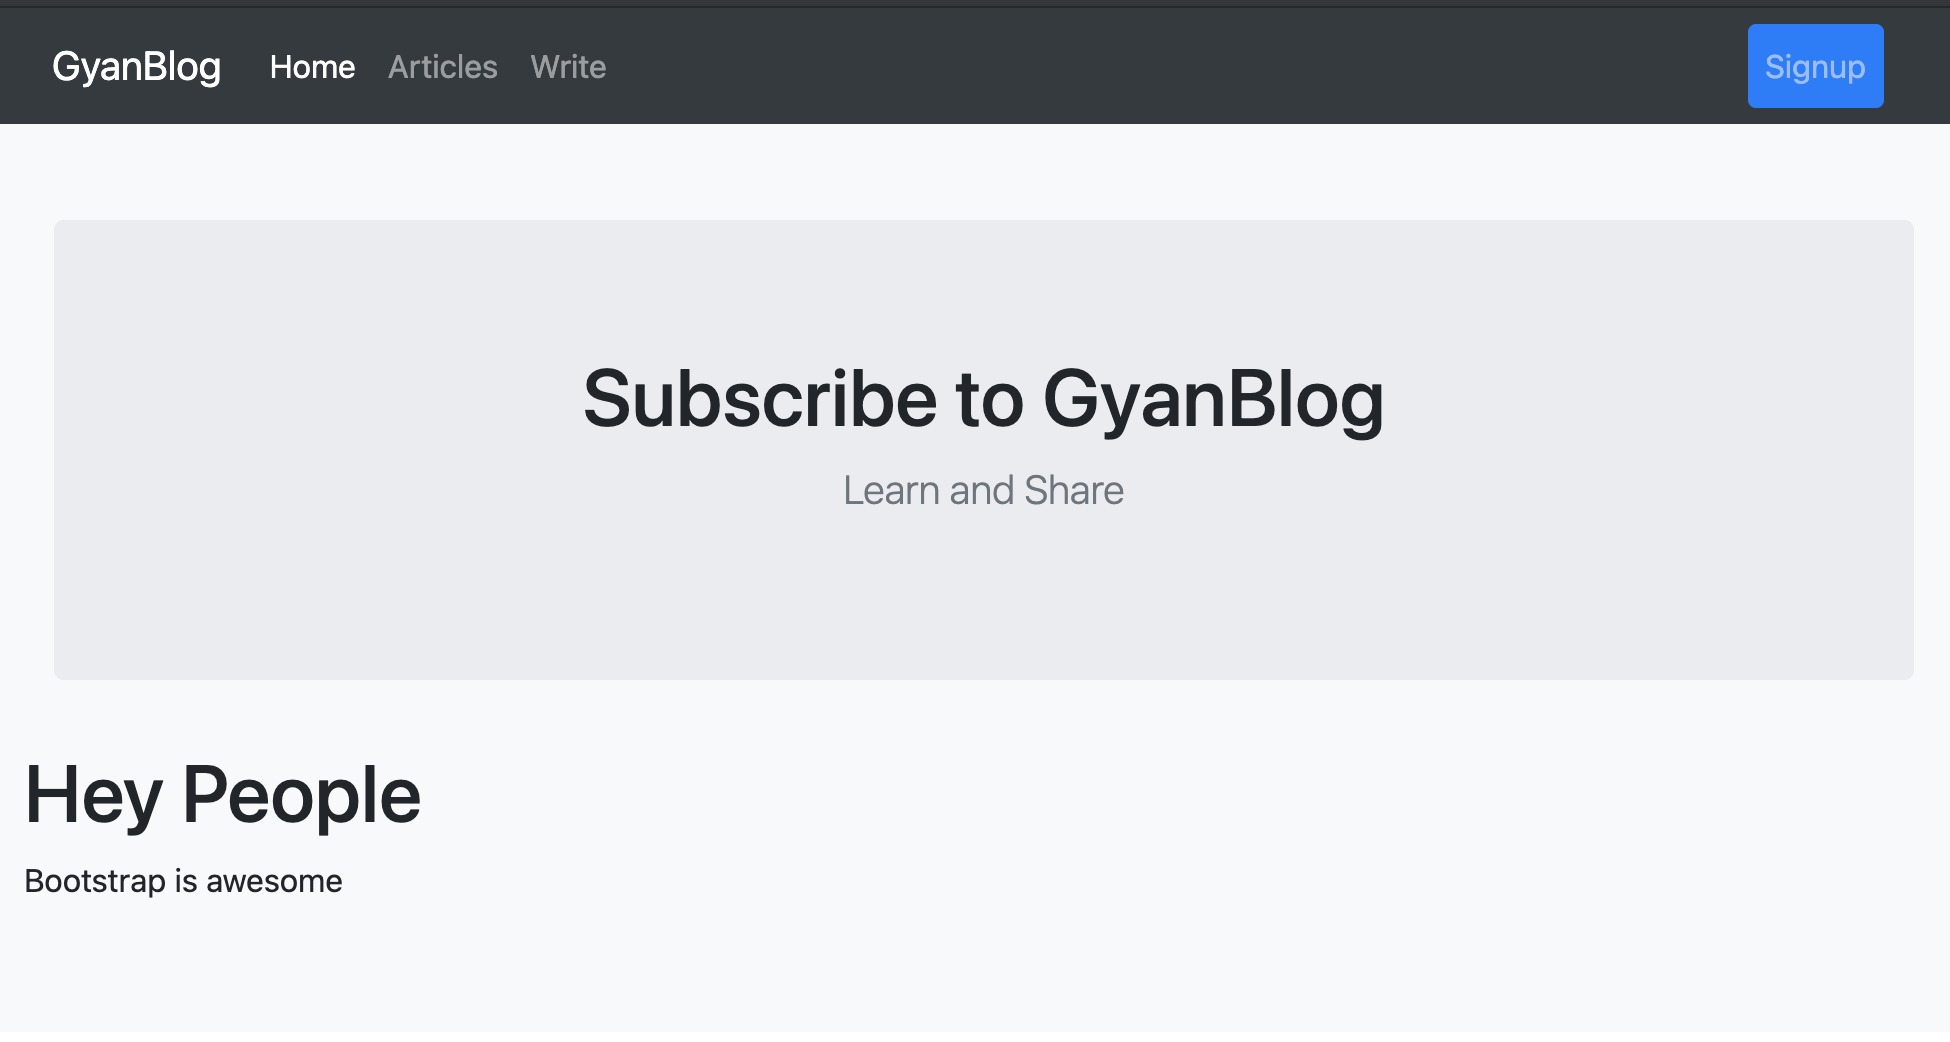 GyanBlog Home Articles Write Signup
Subscribe to GyanBlog
Learn and Share
Hey People
Bootstrap is awesome